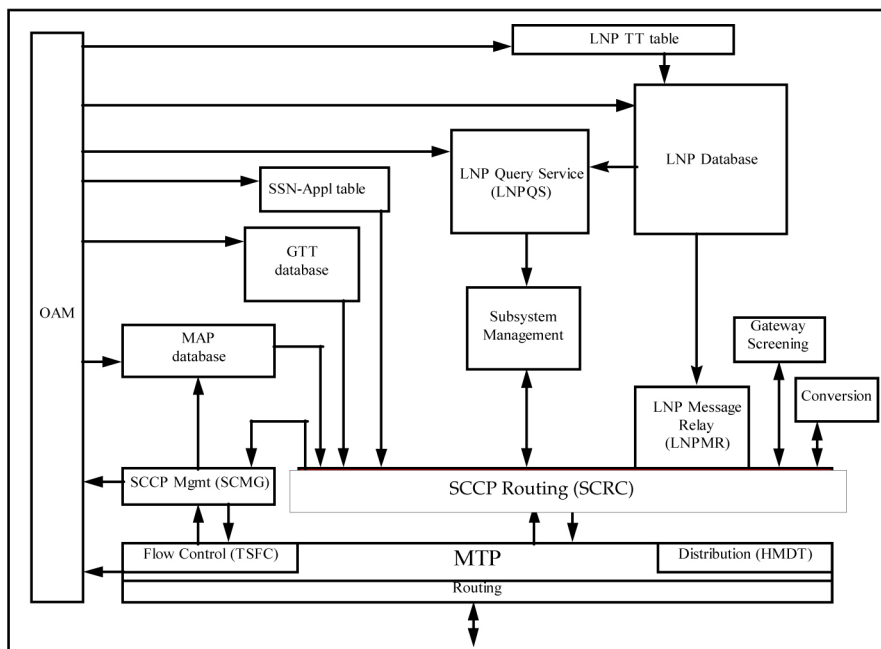 LNP TT table
LNP Database
LNP Query Service
(LNPQS)
SSN-Appl table
GTT
database
OAM
Subsystem
Management
MAP
database
Gateway
Screening
Conversion
LNP Message
Relay
(LNPMR)
SCCP Mgmt (SCMG)
SCCP Routing (SCRC)
Flow Control (TSFC)
MTP
Distribution (HMDT)
Routing